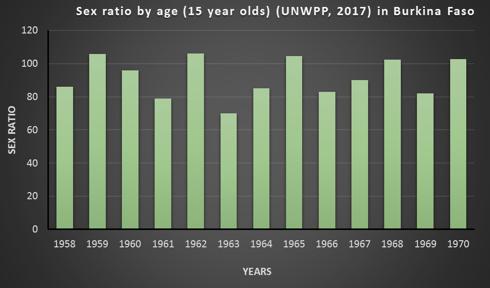 Sex ratio by age (15 year olds) (UNWPP, 2017) in Burkina Faso
120
100
80
60
40
20
0
SEX RATIO
1958 1959 1960 1961 1962 1963 1964 1965 1966 1967 1968 1969 1970
YEARS